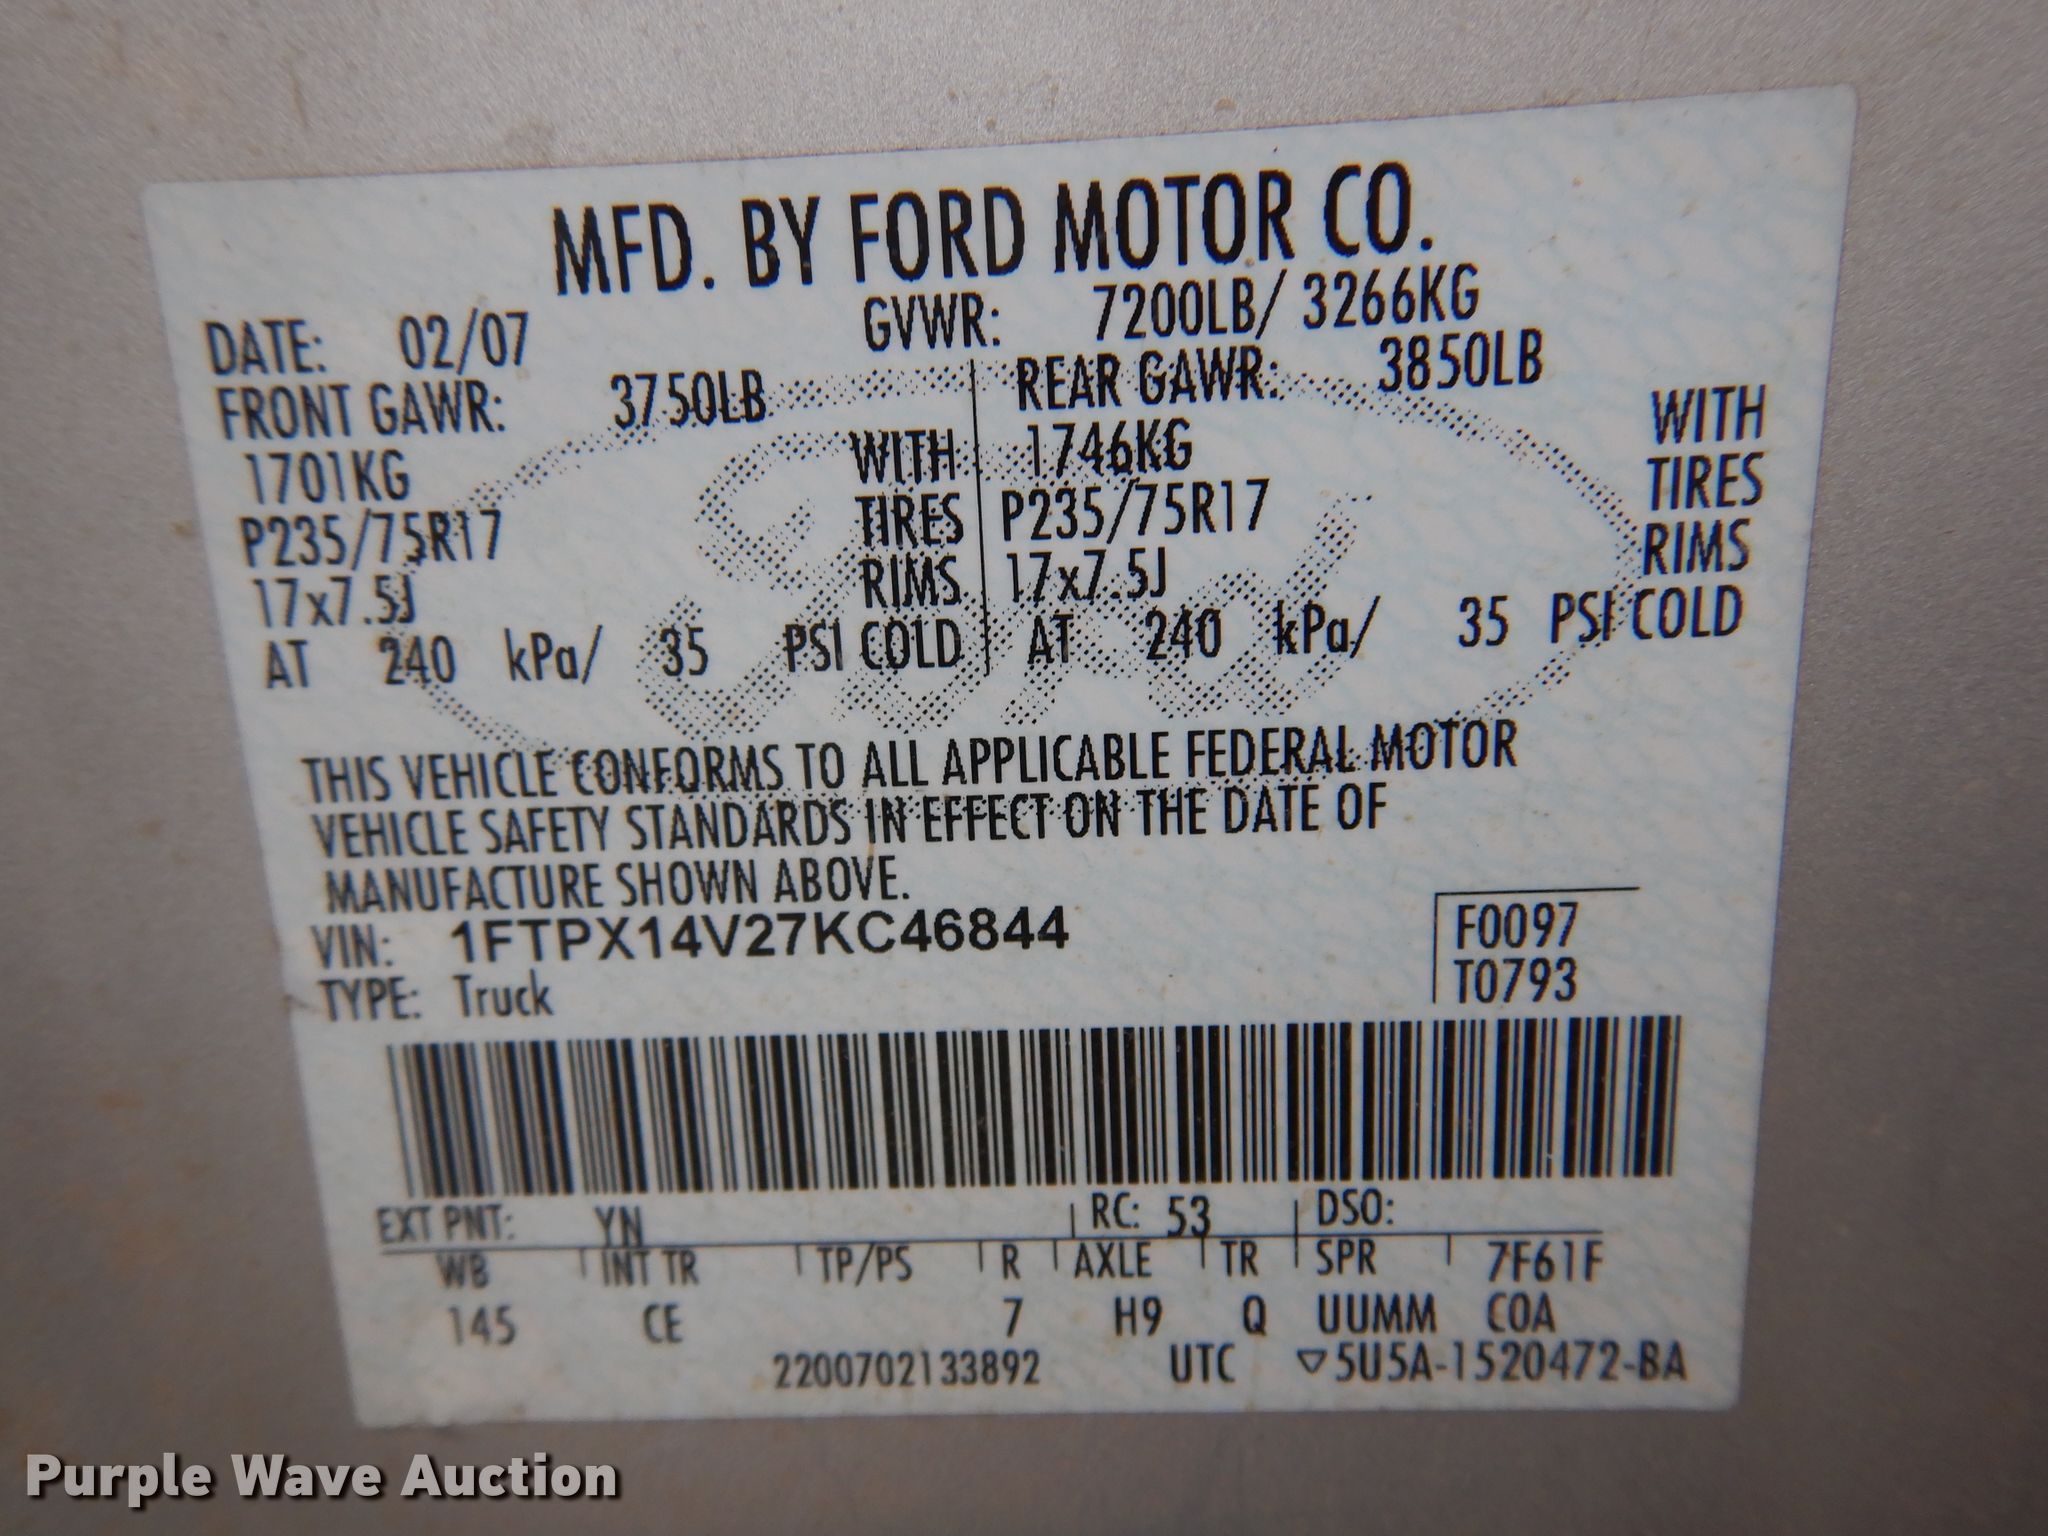 MFD. BY FORD MOTOR CO.
DATE: 02/07 GVWR: 7200LB/ 3266KG
FRONT GAWR: 3750LB REAR GAWR: 3850LB
1701KG WITH 1746KG WITH
P235/75R17 TIRES P235/75R17 TIRES
17x7.5J RIMS 17x7.5J RIMS
AT 240 kPa/ 35 PSI COLD AT 240 kPa/ 35 PSI COLD
THIS VEHICLE CONFORMS TO ALL APPLICABLE FEDERAL MOTOR
VEHICLE SAFETY STANDARDS IN EFFECT ON THE DATE OF
MANUFACTURE SHOWN ABOVE.
VIN: 1FTPX14V27KC46844 F0097
TYPE: Truck T0793
EXT PNT: YN RC: 53 DSO:
WB INT TR TP/PS R AXLE TR SPR 7F61F
145 CE 7 H9 Q UUMM COA
2200702133892 UTC ▽5U5A-1520472-BA
Purple Wave Auction